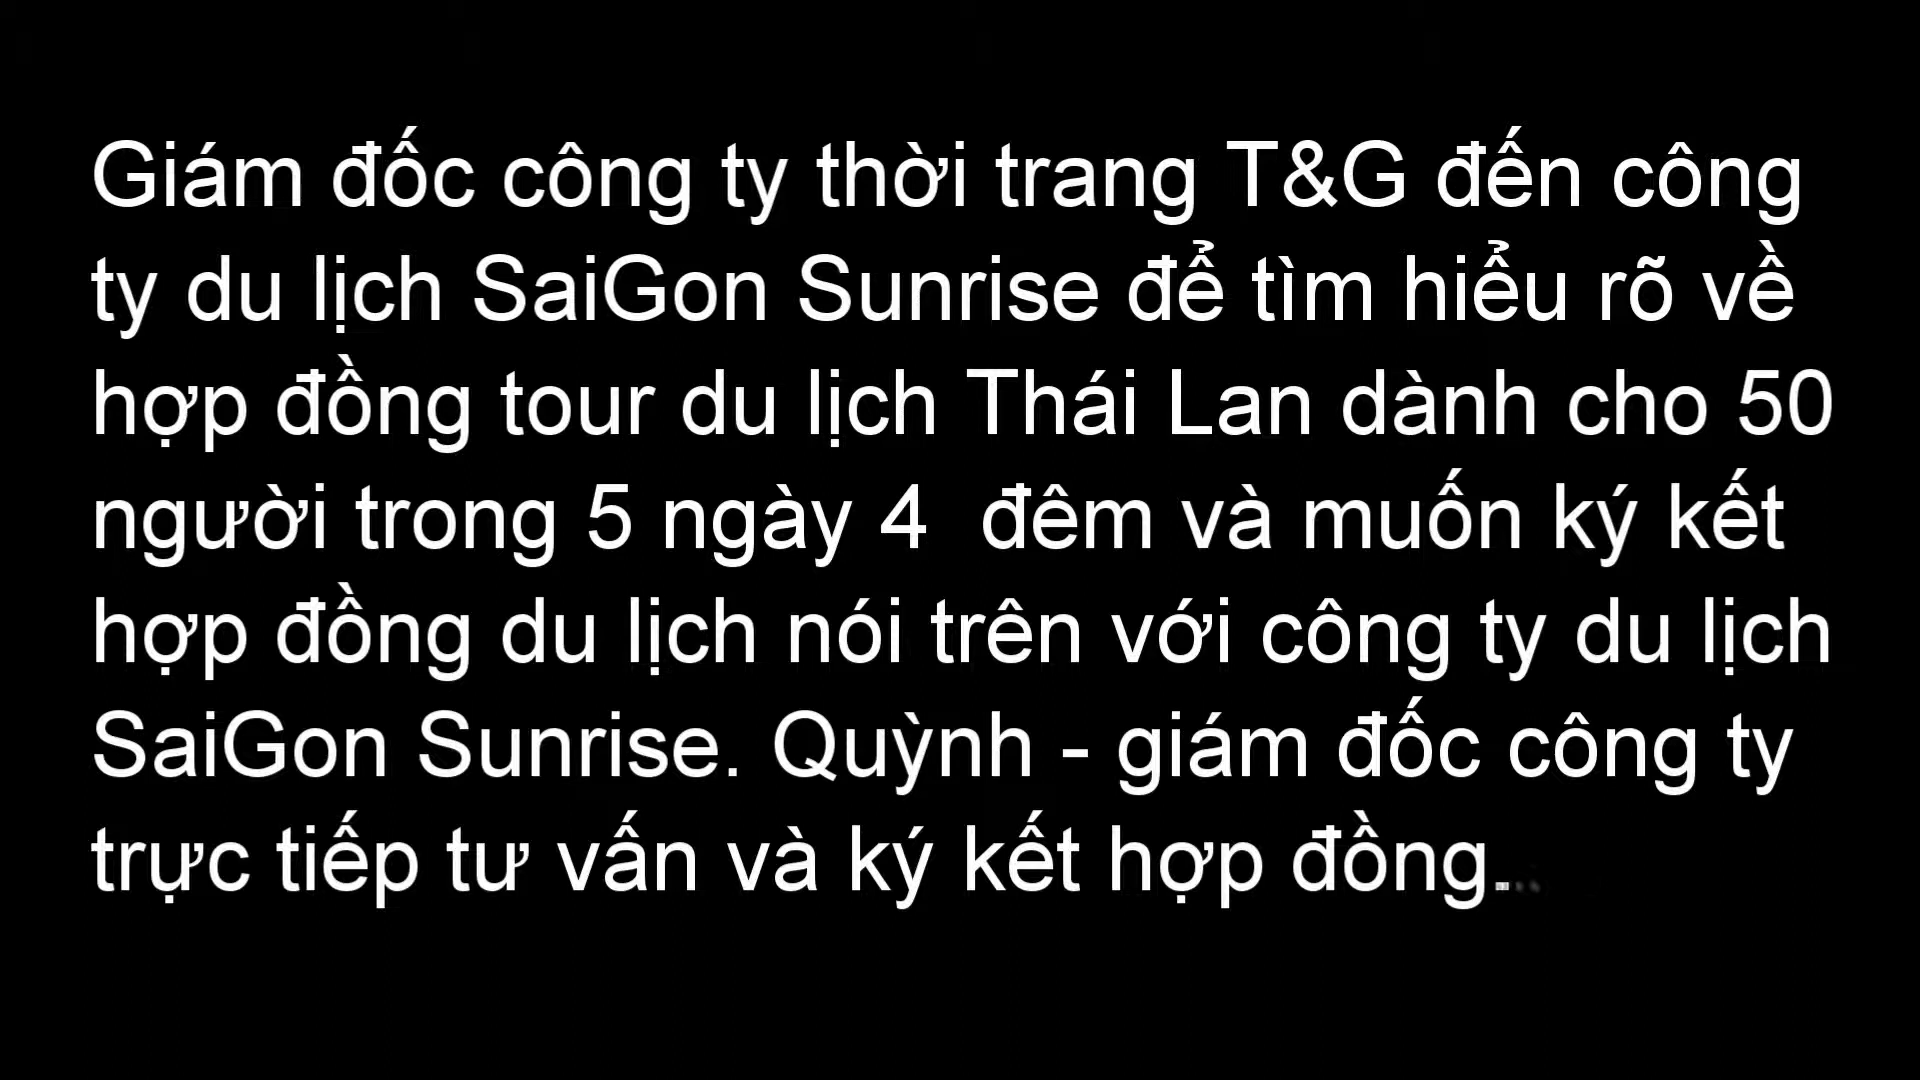 Giám đốc công ty thời trang T&G đến công
ty du lịch SaiGon Sunrise để tìm hiểu rõ về
hợp đồng tour du lịch Thái Lan dành cho 50
người trong 5 ngày 4  đêm và muốn ký kết
hợp đồng du lịch nói trên với công ty du lịch
SaiGon Sunrise. Quỳnh - giám đốc công ty
trực tiếp tư vấn và ký kết hợp đồng.